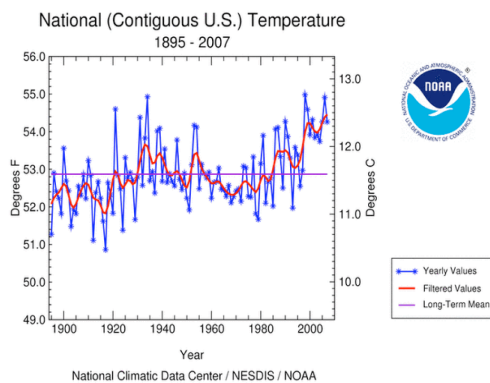 National (Contiguous U.S.) Temperature
1895 - 2007
56.0
55.0
54.0
53.0
52.0
51.0
50.0
49.0
Degrees F
13.0
12.0
11.0
10.0
Degrees C
1900
1920
1940
1960
1980
2000
Year
National Climatic Data Center / NESDIS / NOAA
NATIONAL OCEANIC AND ATMOSPHERIC ADMINISTRATION
NOAA
U.S. DEPARTMENT OF COMMERCE
®
Yearly Values
Filtered Values
Long-Term Mean